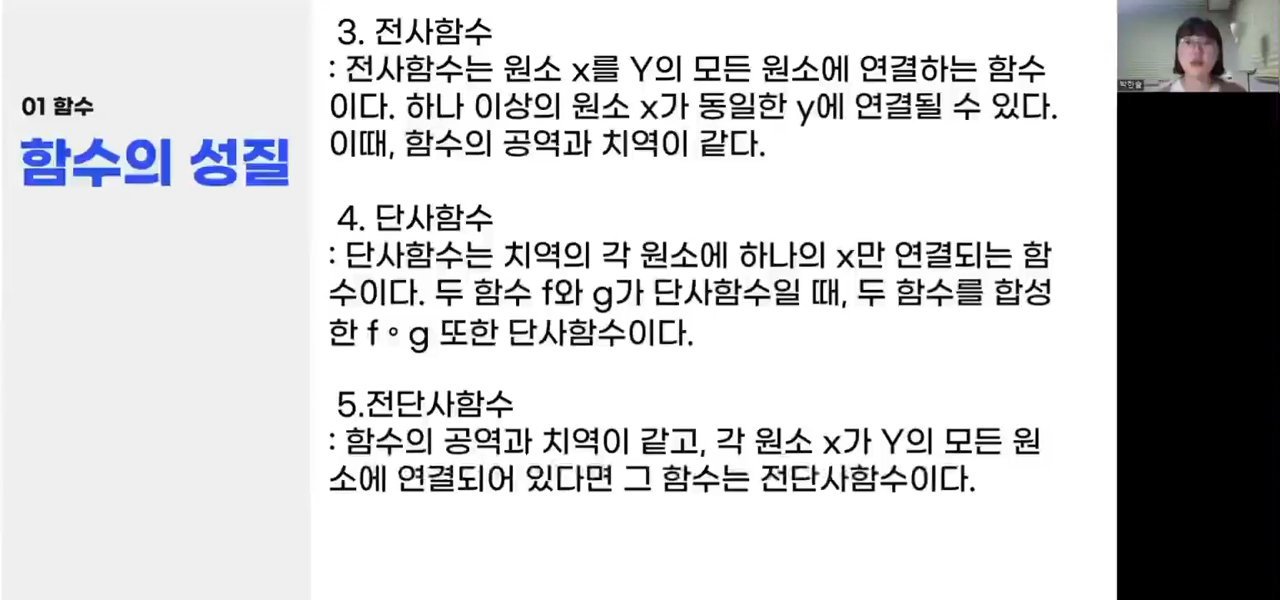 01 함수
함수의 성질
3. 전사함수
: 전사함수는 원소 x를 Y의 모든 원소에 연결하는 함수
이다. 하나 이상의 원소 x가 동일한 y에 연결될 수 있다.
이때, 함수의 공역과 치역이 같다.
4. 단사함수
: 단사함수는 치역의 각 원소에 하나의 x만 연결되는 함
수이다. 두 함수 f와 g가 단사함수일 때, 두 함수를 합성
한 f∘g 또한 단사함수이다.
5.전단사함수
: 함수의 공역과 치역이 같고, 각 원소 x가 Y의 모든 원
소에 연결되어 있다면 그 함수는 전단사함수이다.